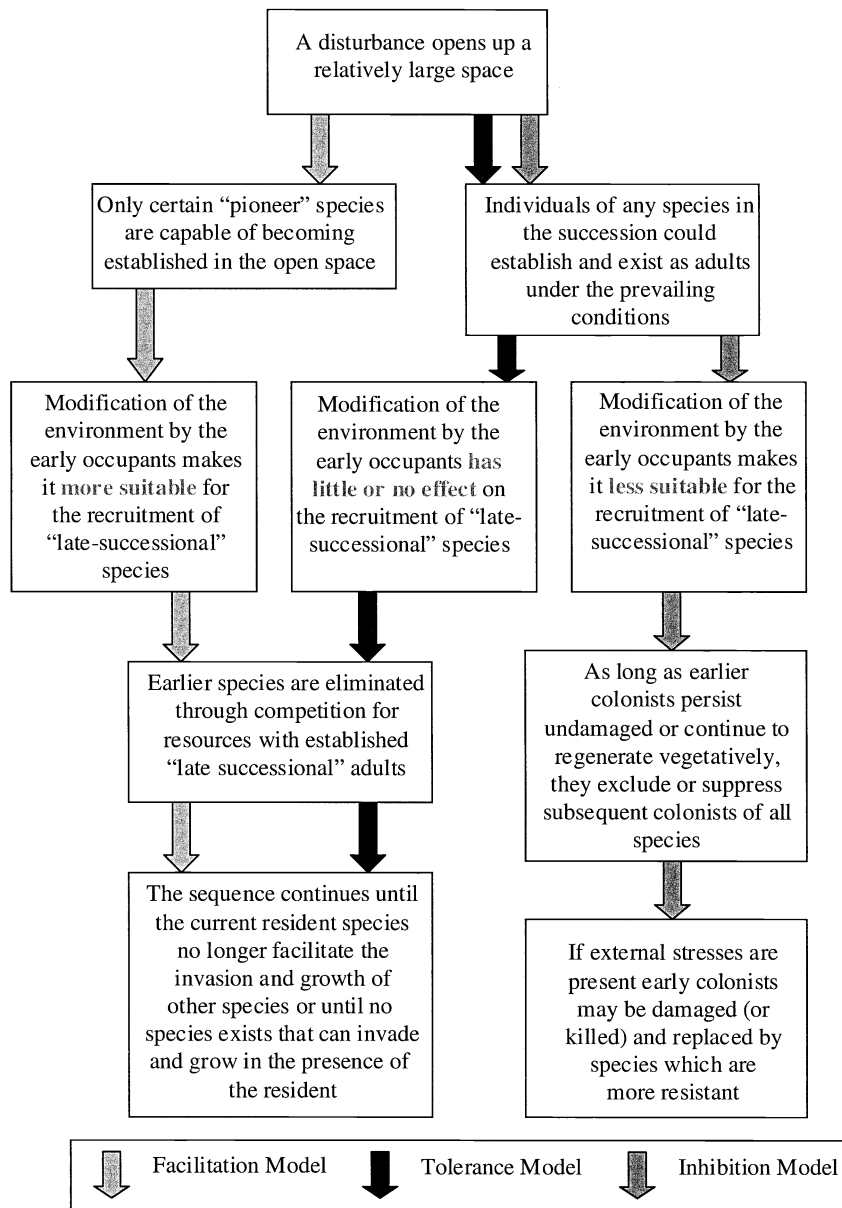 A disturbance opens up a
relatively large space
Only certain “pioneer” species
are capable of becoming
established in the open space
Individuals of any species in
the succession could
establish and exist as adults
under the prevailing
conditions
Modification of the
environment by the
early occupants makes
it more suitable for
the recruitment of
“late-successional”
species
Modification of the
environment by the
early occupants has
little or no effect on
the recruitment of “late-
successional” species
Modification of the
environment by the
early occupants makes
it less suitable for the
recruitment of “late-
successional” species
Earlier species are eliminated
through competition for
resources with established
“late successional” adults
As long as earlier
colonists persist
undamaged or continue to
regenerate vegetatively,
they exclude or suppress
subsequent colonists of all
species
The sequence continues until
the current resident species
no longer facilitate the
invasion and growth of
other species or until no
species exists that can invade
and grow in the presence of
the resident
If external stresses are
present early colonists
may be damaged (or
killed) and replaced by
species which are
more resistant
Facilitation Model
Tolerance Model
Inhibition Model